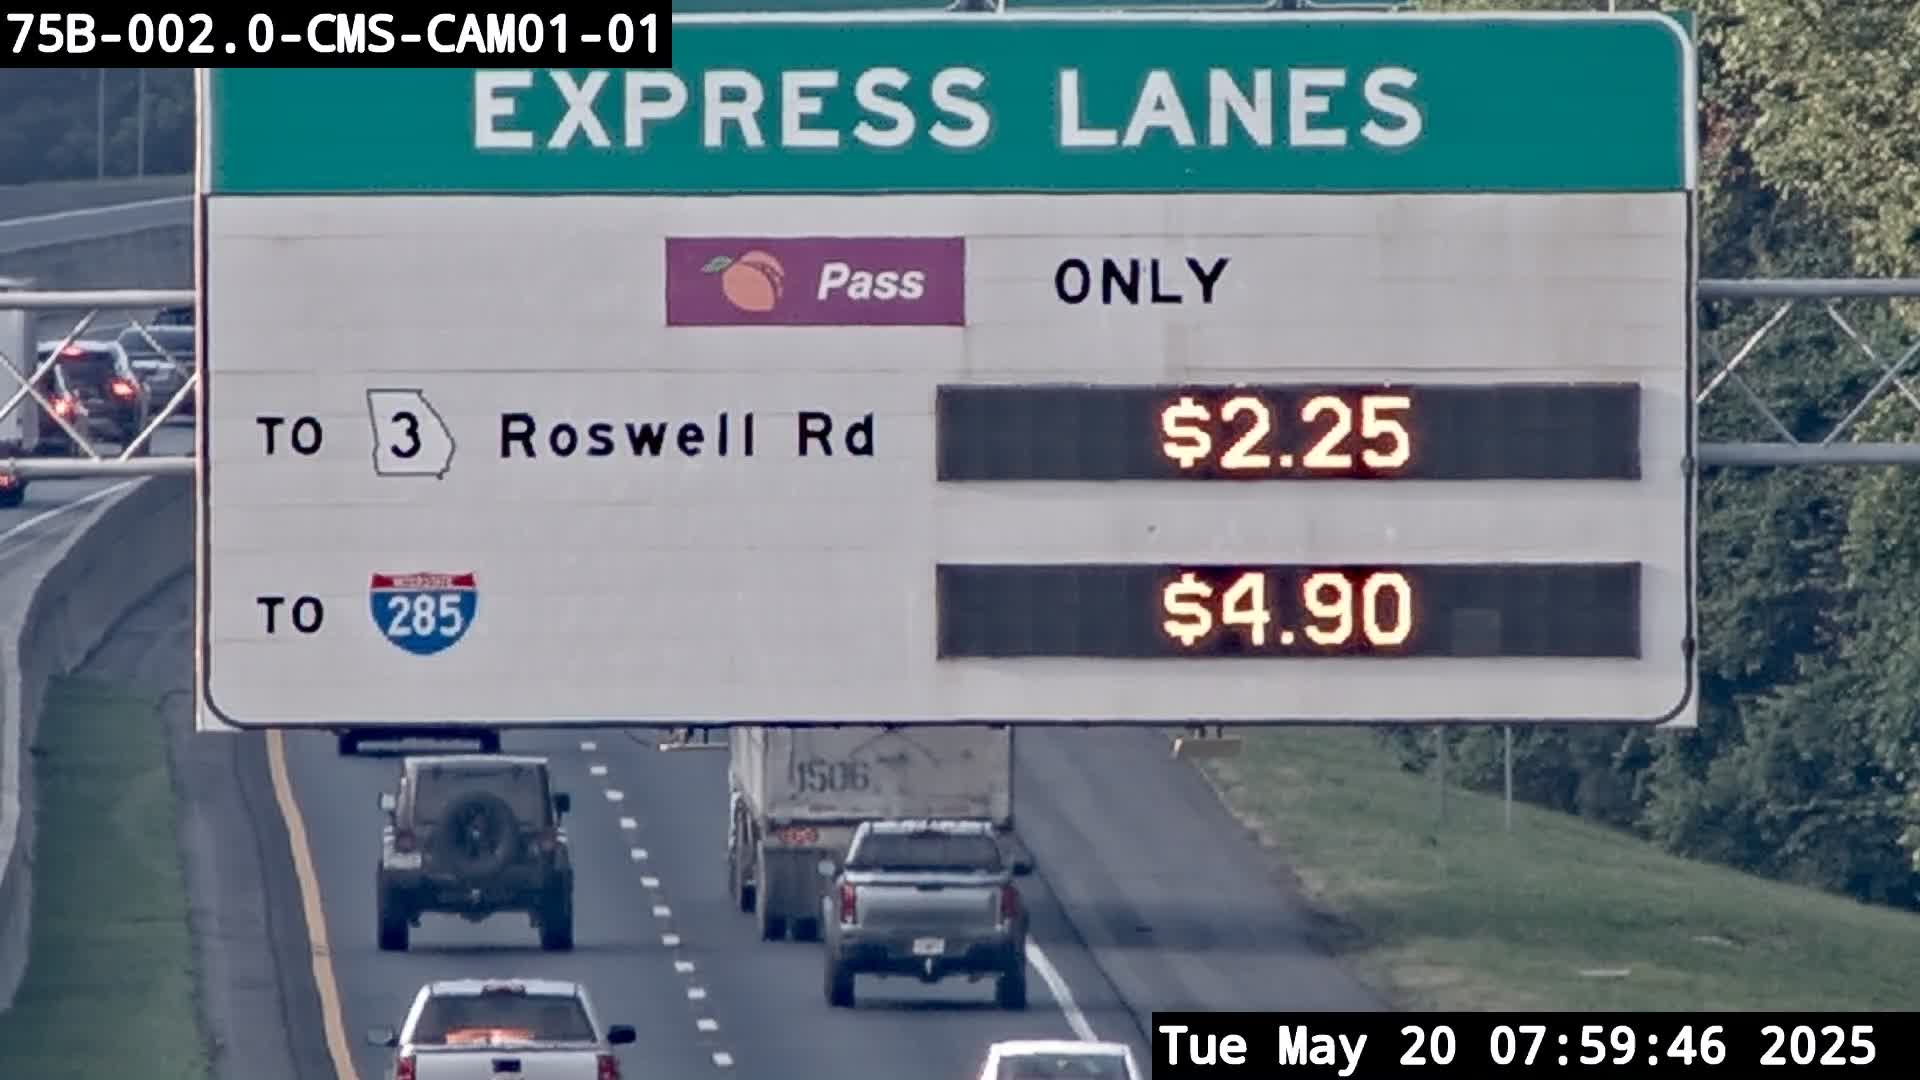 75B-002.0-CMS-CAM01-01
EXPRESS LANES
Pass ONLY
TO 3 Roswell Rd $2.25
TO INTERSTATE 285 $4.90
1506
Tue May 20 07:59:46 2025